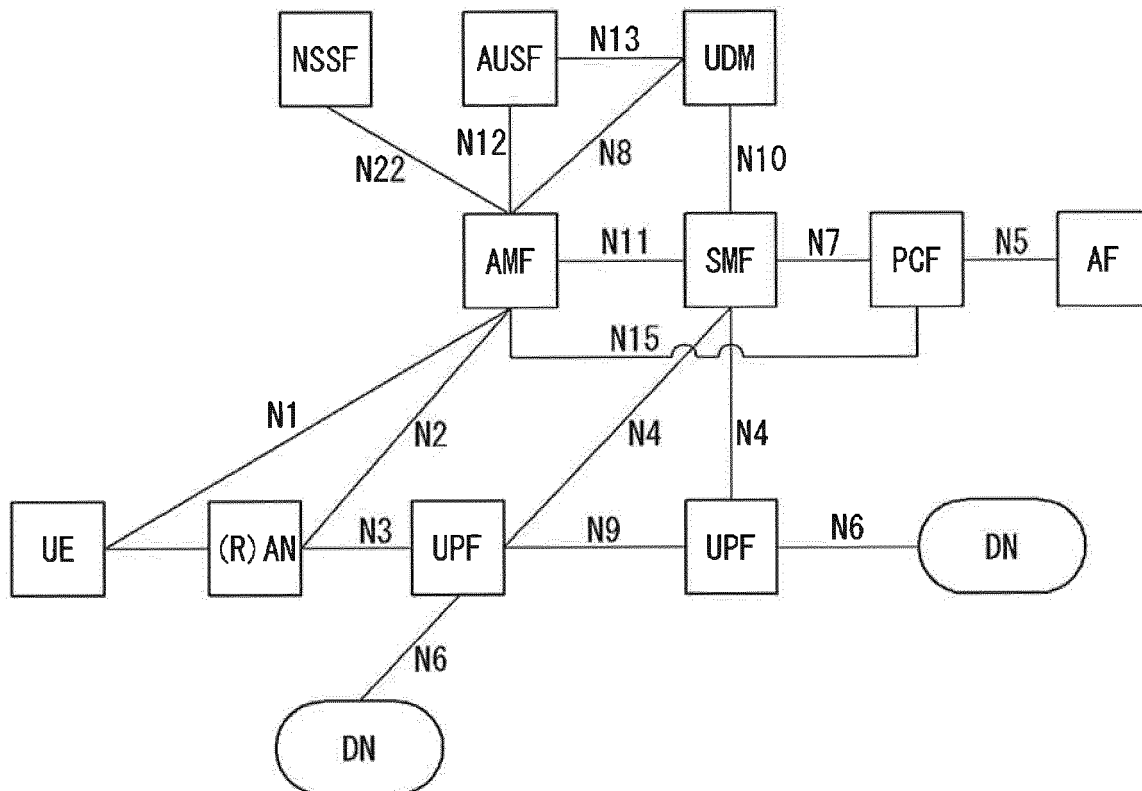 NSSF
AUSF
N13
UDM
N22
N12
N8
N10
AMF
N11
SMF
N7
PCF
N5
AF
N15
N1
N2
N4
N4
UE
(R)AN
N3
UPF
N9
UPF
N6
DN
N6
DN